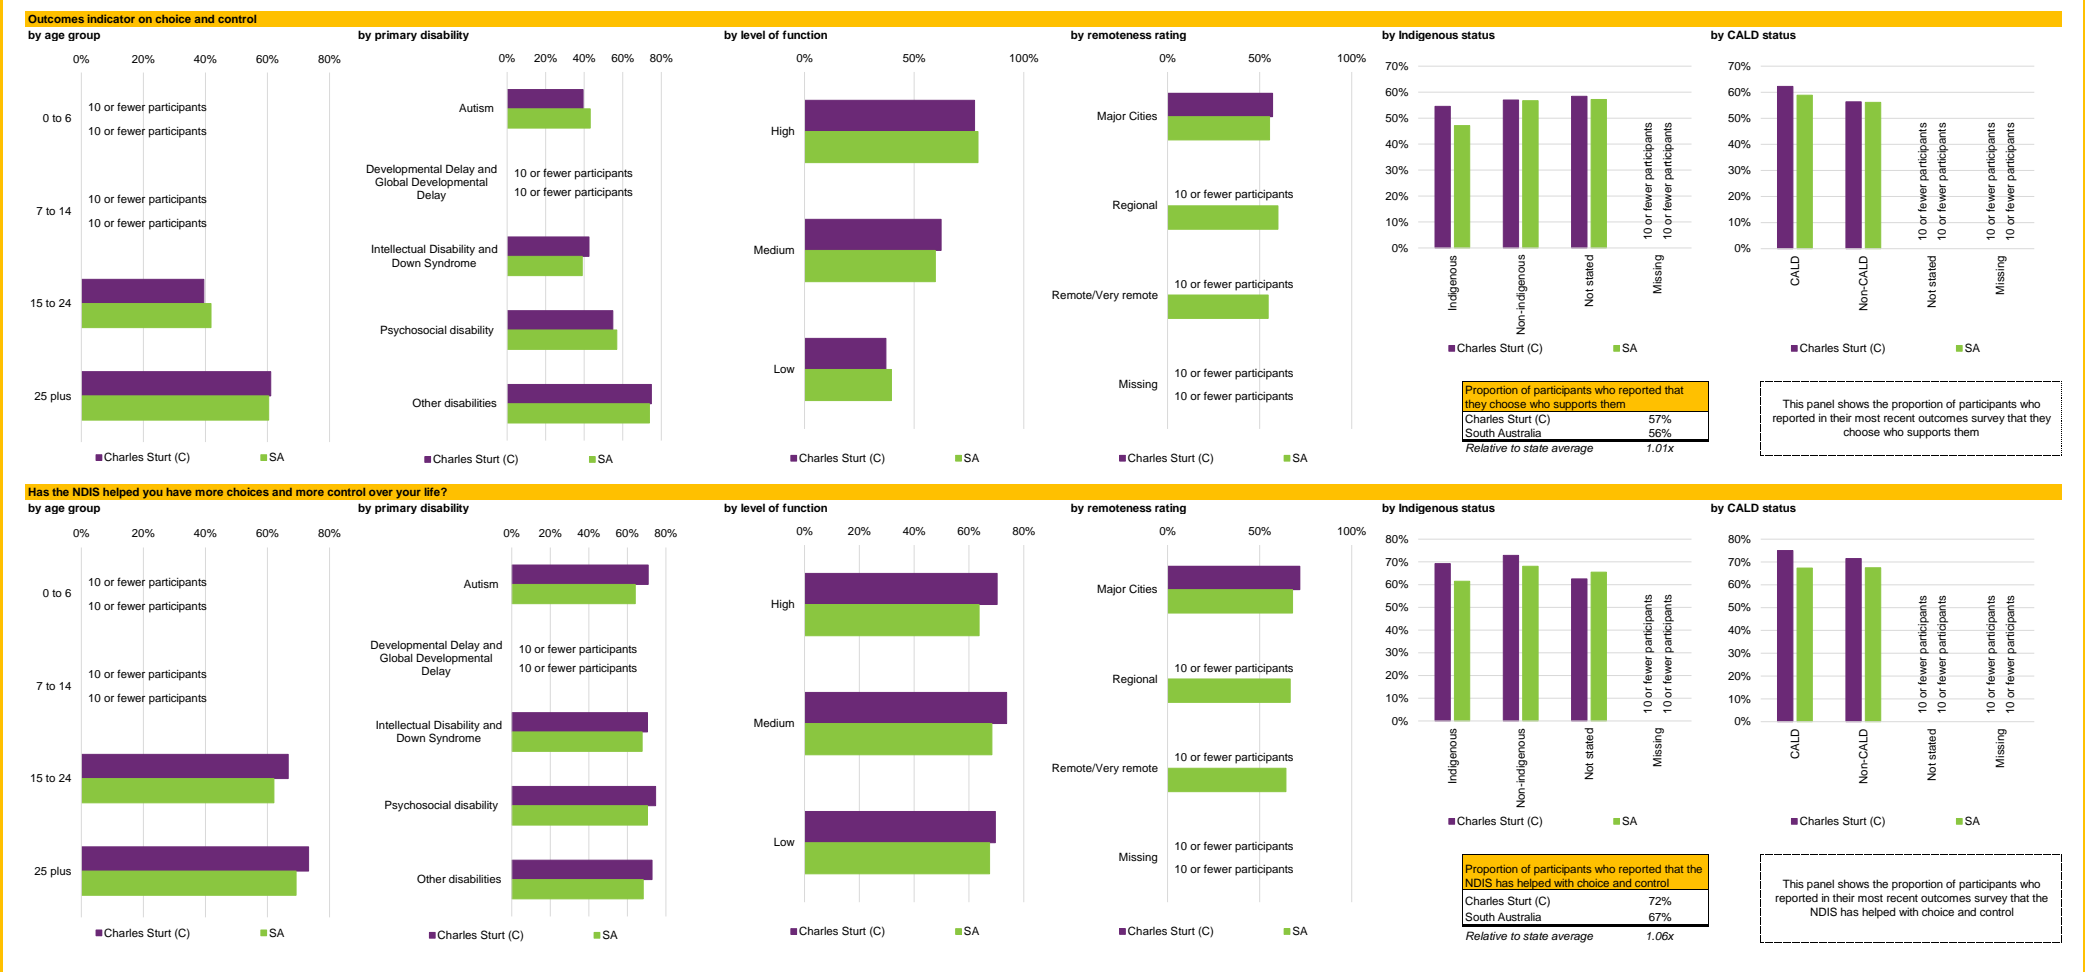 Outcomes indicator on choice and control
by age group
0% 20% 40% 60% 80%
0 to 6
10 or fewer participants
10 or fewer participants
7 to 14
10 or fewer participants
10 or fewer participants
15 to 24
25 plus
Charles Sturt (C) SA
by primary disability
0% 20% 40% 60% 80%
Autism
Developmental Delay and
Global Developmental
Delay
10 or fewer participants
10 or fewer participants
Intellectual Disability and
Down Syndrome
Psychosocial disability
Other disabilities
Charles Sturt (C) SA
by level of function
0% 50% 100%
High
Medium
Low
Charles Sturt (C) SA
by remoteness rating
0% 50% 100%
Major Cities
Regional
10 or fewer participants
Remote/Very remote
10 or fewer participants
Missing
10 or fewer participants
10 or fewer participants
Charles Sturt (C) SA
by Indigenous status
70%
60%
50%
40%
30%
20%
10%
0%
10 or fewer participants
10 or fewer participants
Indigenous
Non-indigenous
Not stated
Missing
Charles Sturt (C) SA
Proportion of participants who reported that
they choose who supports them
Charles Sturt (C) 57%
South Australia 56%
Relative to state average 1.01x
by CALD status
70%
60%
50%
40%
30%
20%
10%
0%
10 or fewer participants
10 or fewer participants
10 or fewer participants
10 or fewer participants
CALD
Non-CALD
Not stated
Missing
Charles Sturt (C) SA
This panel shows the proportion of participants who
reported in their most recent outcomes survey that they
choose who supports them
Has the NDIS helped you have more choices and more control over your life?
by age group
0% 20% 40% 60% 80%
0 to 6
10 or fewer participants
10 or fewer participants
7 to 14
10 or fewer participants
10 or fewer participants
15 to 24
25 plus
Charles Sturt (C) SA
by primary disability
0% 20% 40% 60% 80%
Autism
Developmental Delay and
Global Developmental
Delay
10 or fewer participants
10 or fewer participants
Intellectual Disability and
Down Syndrome
Psychosocial disability
Other disabilities
Charles Sturt (C) SA
by level of function
0% 20% 40% 60% 80%
High
Medium
Low
Charles Sturt (C) SA
by remoteness rating
0% 50% 100%
Major Cities
Regional
10 or fewer participants
Remote/Very remote
10 or fewer participants
Missing
10 or fewer participants
10 or fewer participants
Charles Sturt (C) SA
by Indigenous status
80%
70%
60%
50%
40%
30%
20%
10%
0%
10 or fewer participants
10 or fewer participants
Indigenous
Non-indigenous
Not stated
Missing
Charles Sturt (C) SA
Proportion of participants who reported that the
NDIS has helped with choice and control
Charles Sturt (C) 72%
South Australia 67%
Relative to state average 1.06x
by CALD status
80%
70%
60%
50%
40%
30%
20%
10%
0%
10 or fewer participants
10 or fewer participants
10 or fewer participants
10 or fewer participants
CALD
Non-CALD
Not stated
Missing
Charles Sturt (C) SA
This panel shows the proportion of participants who
reported in their most recent outcomes survey that the
NDIS has helped with choice and control